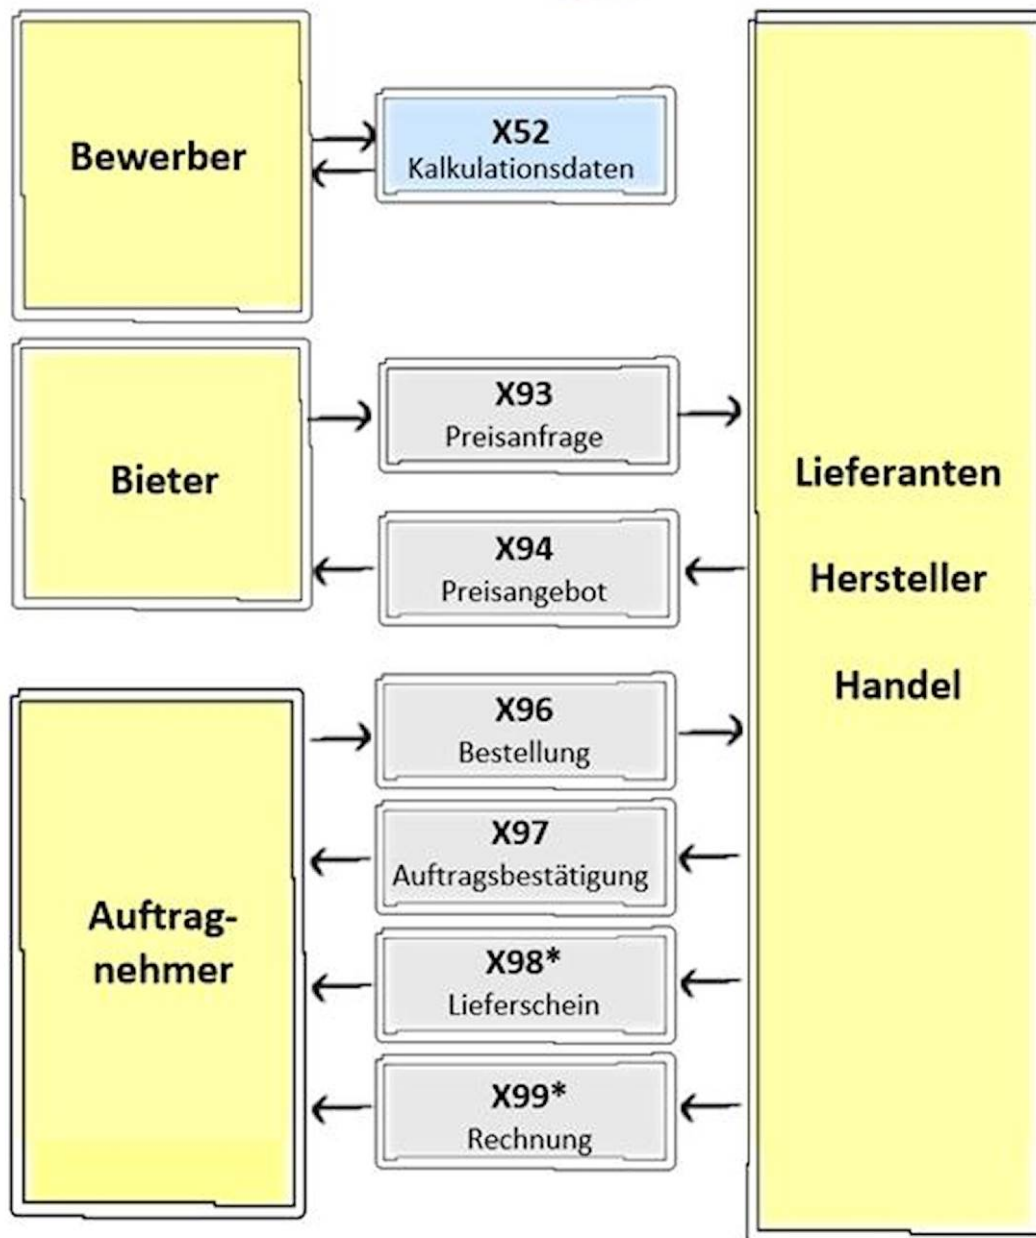 Bewerber
X52
Kalkulationsdaten
Bieter
X93
Preisanfrage
X94
Preisangebot
Lieferanten
Hersteller
Handel
Auftrag-
nehmer
X96
Bestellung
X97
Auftragsbestätigung
X98*
Lieferschein
X99*
Rechnung